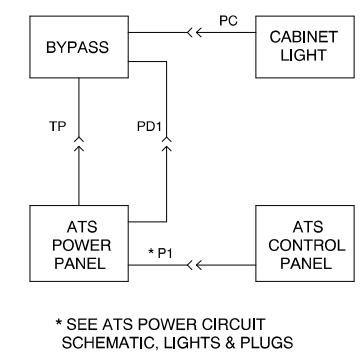 PC
BYPASS
CABINET
LIGHT
TP
PD1
ATS
POWER
PANEL
* P1
ATS
CONTROL
PANEL
* SEE ATS POWER CIRCUIT
SCHEMATIC, LIGHTS & PLUGS